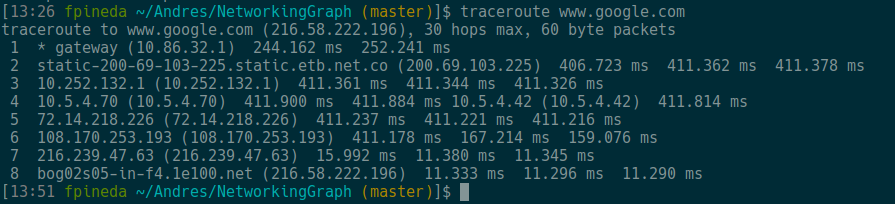 [13:26 fpineda ~/Andres/NetworkingGraph (master)]$ traceroute www.google.com
traceroute to www.google.com (216.58.222.196), 30 hops max, 60 byte packets
1 * gateway (10.86.32.1) 244.162 ms 252.241 ms
2 static-200-69-103-225.static.etb.net.co (200.69.103.225) 406.723 ms 411.362 ms 411.378 ms
3 10.252.132.1 (10.252.132.1) 411.361 ms 411.344 ms 411.326 ms
4 10.5.4.70 (10.5.4.70) 411.900 ms 411.884 ms 10.5.4.42 (10.5.4.42) 411.814 ms
5 72.14.218.226 (72.14.218.226) 411.237 ms 411.221 ms 411.216 ms
6 108.170.253.193 (108.170.253.193) 411.178 ms 167.214 ms 159.076 ms
7 216.239.47.63 (216.239.47.63) 15.992 ms 11.380 ms 11.345 ms
8 bog02s05-in-f4.1e100.net (216.58.222.196) 11.333 ms 11.296 ms 11.290 ms
[13:51 fpineda ~/Andres/NetworkingGraph (master)]$